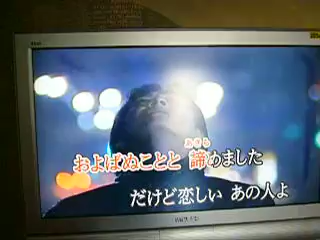 およばぬことと 諦めました
あきら
だけど恋しい あの人よ